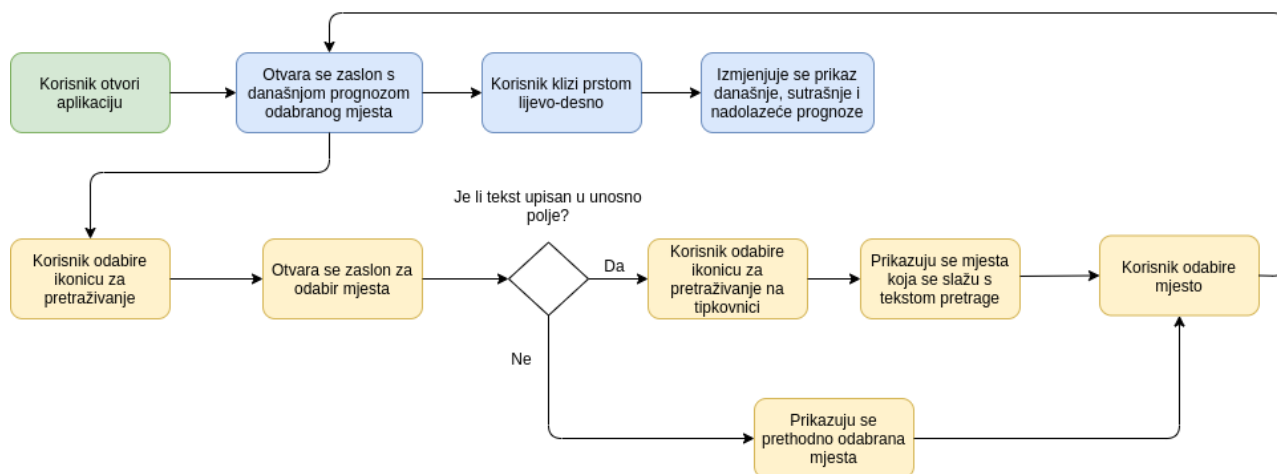 Korisnik otvori
aplikaciju
Otvara se zaslon s
današnjom prognozom
odabranog mjesta
Korisnik klizi prstom
lijevo-desno
Izmjenjuje se prikaz
današnje, sutrašnje i
nadolazeće prognoze
Je li tekst upisan u unosno
polje?
Korisnik odabire
ikonicu za
pretraživanje
Otvara se zaslon za
odabir mjesta
Da
Korisnik odabire
ikonicu za
pretraživanje na
tipkovnici
Prikazuju se mjesta
koja se slažu s
tekstom pretrage
Korisnik odabire
mjesto
Ne
Prikazuju se
prethodno odabrana
mjesta